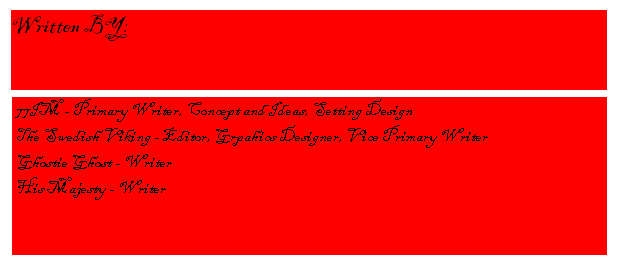 Written BY:
77JM - Primary Writer, Concept and Ideas, Setting Design
The Swedish Viking - Editor, Grpahics Designer, Vice Primary Writer
Ghostie Ghost - Writer
His Majesty - Writer